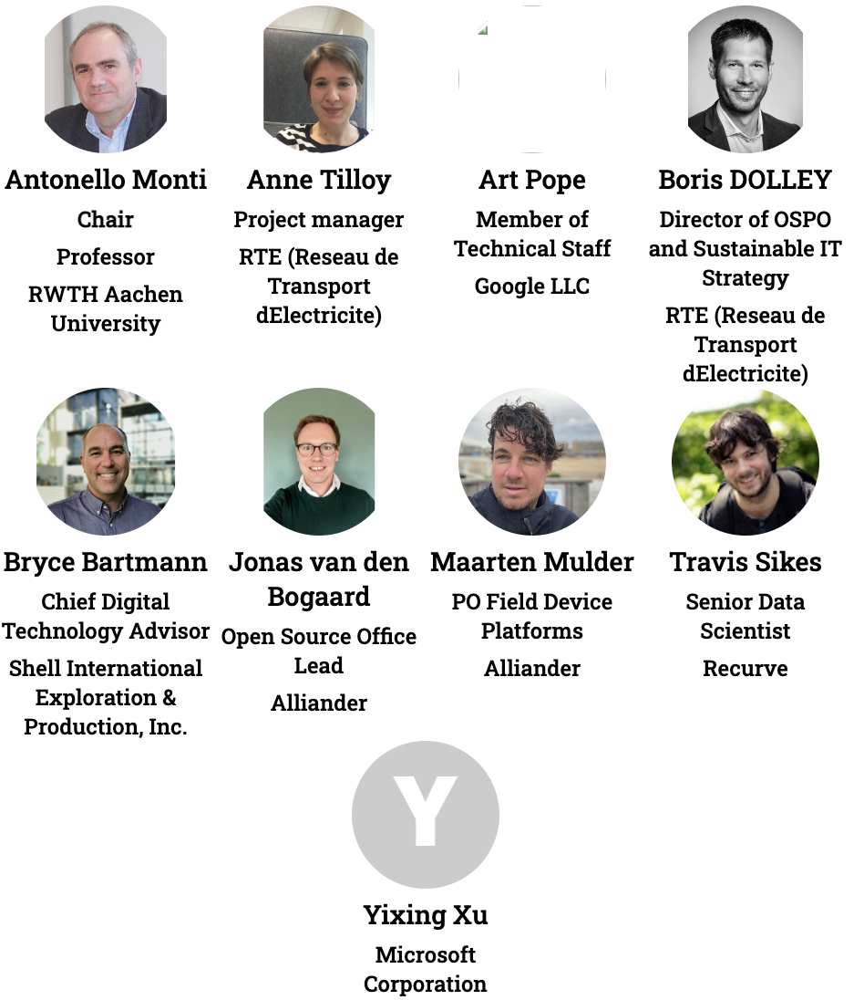 Antonello Monti
Chair
Professor
RWTH Aachen
University
Anne Tilloy
Project manager
RTE (Reseau de
Transport
dElectricite)
Art Pope
Member of
Technical Staff
Google LLC
Boris DOLLEY
Director of OSPO
and Sustainable IT
Strategy
RTE (Reseau de
Transport
dElectricite)
Bryce Bartmann
Chief Digital
Technology Advisor
Shell International
Exploration &
Production, Inc.
Jonas van den
Bogaard
Open Source Office
Lead
Alliander
Maarten Mulder
PO Field Device
Platforms
Alliander
Travis Sikes
Senior Data
Scientist
Recurve
Y
Yixing Xu
Microsoft
Corporation